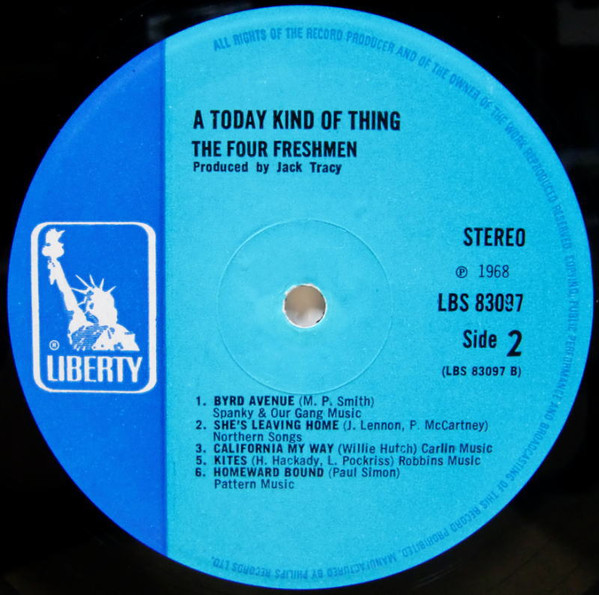 ALL RIGHTS OF THE RECORD PRODUCER AND OF THE OWNER OF THE WORK REPRODUCED RESERVED. COPYING, PUBLIC PERFORMANCE AND BROADCASTING OF THIS RECORD PROHIBITED. MANUFACTURED BY PHILIPS RECORDS LTD.
A TODAY KIND OF THING
THE FOUR FRESHMEN
Produced by Jack Tracy
STEREO
℗ 1968
LBS 83097
Side 2
(LBS 83097 B)
® LIBERTY
1. BYRD AVENUE (M. P. Smith)
Spanky & Our Gang Music
2. SHE'S LEAVING HOME (J. Lennon, P. McCartney)
Northern Songs
3. CALIFORNIA MY WAY (Willie Hutch) Carlin Music
5. KITES (H. Hackady, L. Pockriss) Robbins Music
6. HOMEWARD BOUND (Paul Simon)
Pattern Music